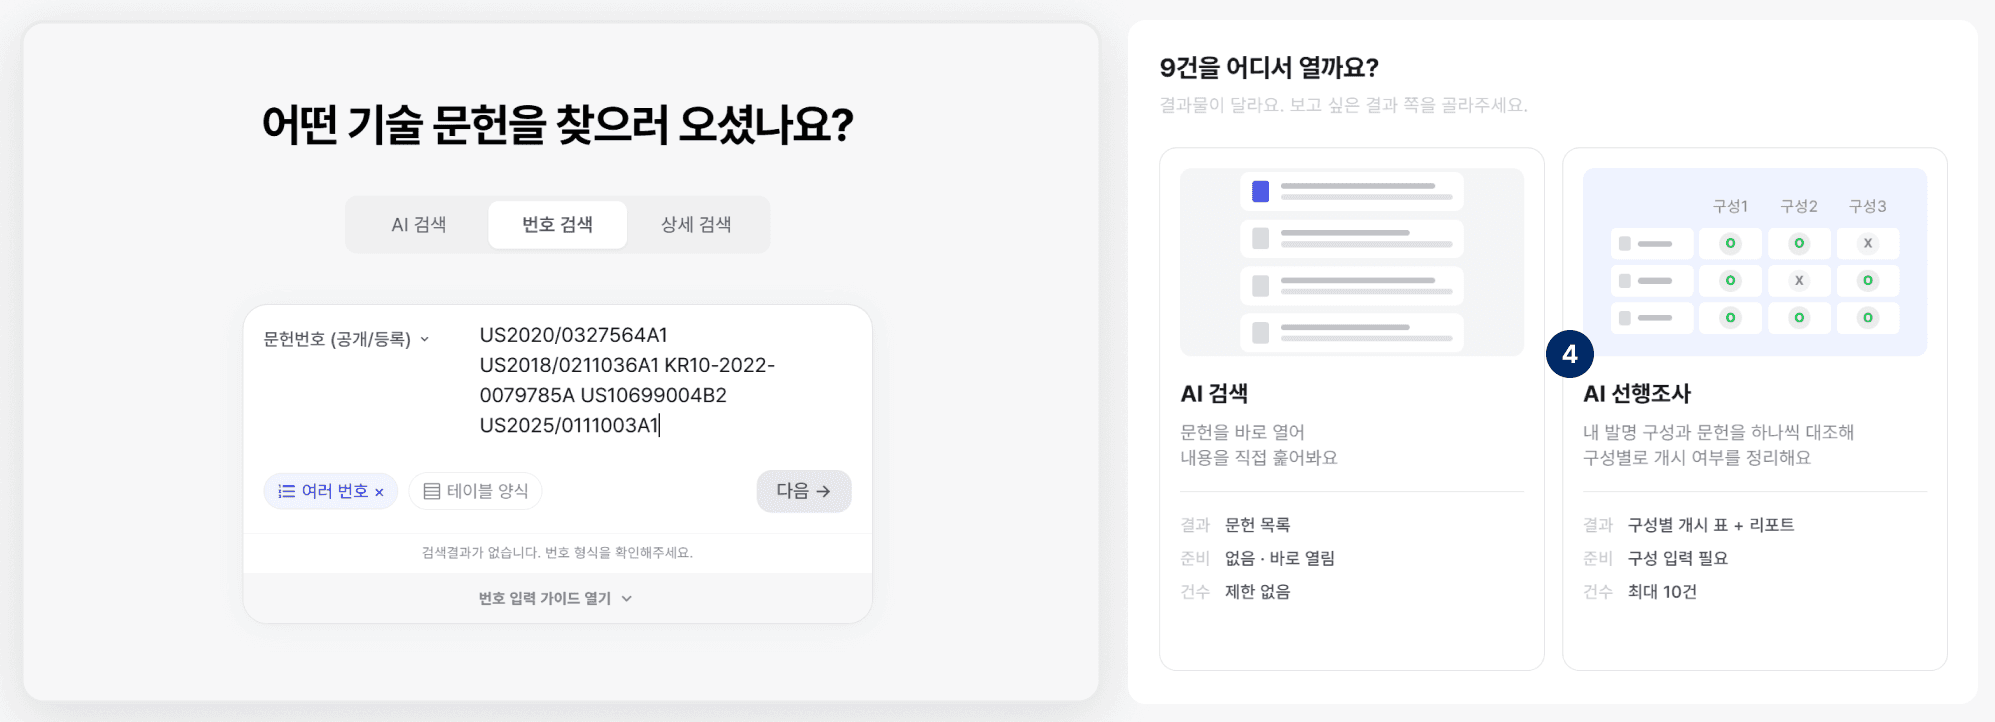 어떤 기술 문헌을 찾으러 오셨나요?
AI 검색
번호 검색
상세 검색
문헌번호 (공개/등록)
US2020/0327564A1
US2018/0211036A1 KR10-2022-
0079785A US10699004B2
US2025/0111003A1
여러 번호 ×
테이블 양식
다음 →
검색결과가 없습니다. 번호 형식을 확인해주세요.
번호 입력 가이드 열기
9건을 어디서 열까요?
결과물이 달라요. 보고 싶은 결과 쪽을 골라주세요.
AI 검색
문헌을 바로 열어
내용을 직접 훑어봐요
결과 문헌 목록
준비 없음 · 바로 열림
건수 제한 없음
4
구성1 구성2 구성3
O O X
O X O
O O O
AI 선행조사
내 발명 구성과 문헌을 하나씩 대조해
구성별로 개시 여부를 정리해요
결과 구성별 개시 표 + 리포트
준비 구성 입력 필요
건수 최대 10건